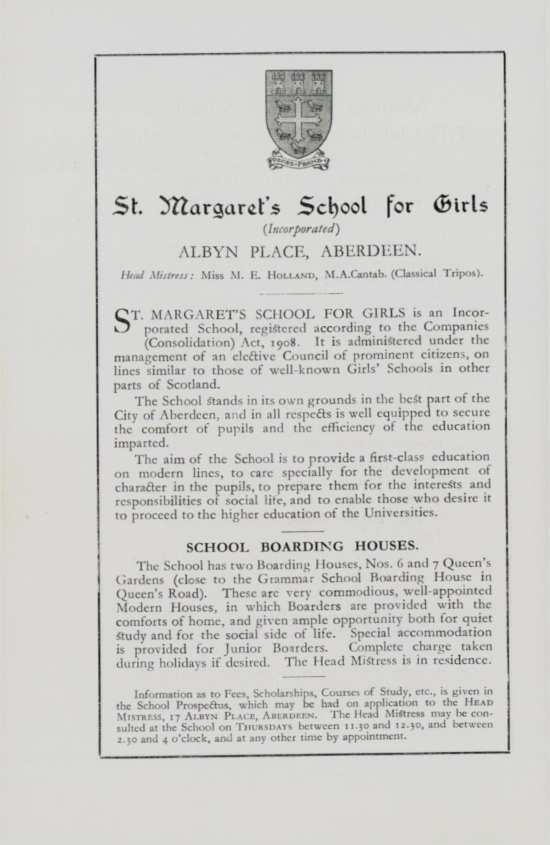 St. Margaret's School for Girls
(Incorporated)
ALBYN PLACE, ABERDEEN.
Head Mistress: Miss M. E. HOLLAND, M.A.Cantab. (Classical Tripos).
ST. MARGARET'S SCHOOL FOR GIRLS is an Incor-
porated School, registered according to the Companies
(Consolidation) Act, 1908. It is administered under the
management of an elective Council of prominent citizens, on
lines similar to those of well-known Girls' Schools in other
parts of Scotland.
The School stands in its own grounds in the best part of the
City of Aberdeen, and in all respects is well equipped to secure
the comfort of pupils and the efficiency of the education
imparted.
The aim of the School is to provide a first-class education
on modern lines, to care specially for the development of
character in the pupils, to prepare them for the interests and
responsibilities of social life, and to enable those who desire it
to proceed to the higher education of the Universities.
SCHOOL BOARDING HOUSES.
The School has two Boarding Houses, Nos. 6 and 7 Queen's
Gardens (close to the Grammar School Boarding House in
Queen's Road). These are very commodious, well-appointed
Modern Houses, in which Boarders are provided with the
comforts of home, and given ample opportunity both for quiet
study and for the social side of life. Special accommodation
is provided for Junior Boarders. Complete charge taken
during holidays if desired. The Head Mistress is in residence.
Information as to Fees, Scholarships, Courses of Study, etc., is given in
the School Prospectus, which may be had on application to the HEAD
MISTRESS, 17 ALBYN PLACE, ABERDEEN. The Head Mistress may be con-
sulted at the School on THURSDAYS between 11.30 and 12.30, and between
2.30 and 4 o'clock, and at any other time by appointment.